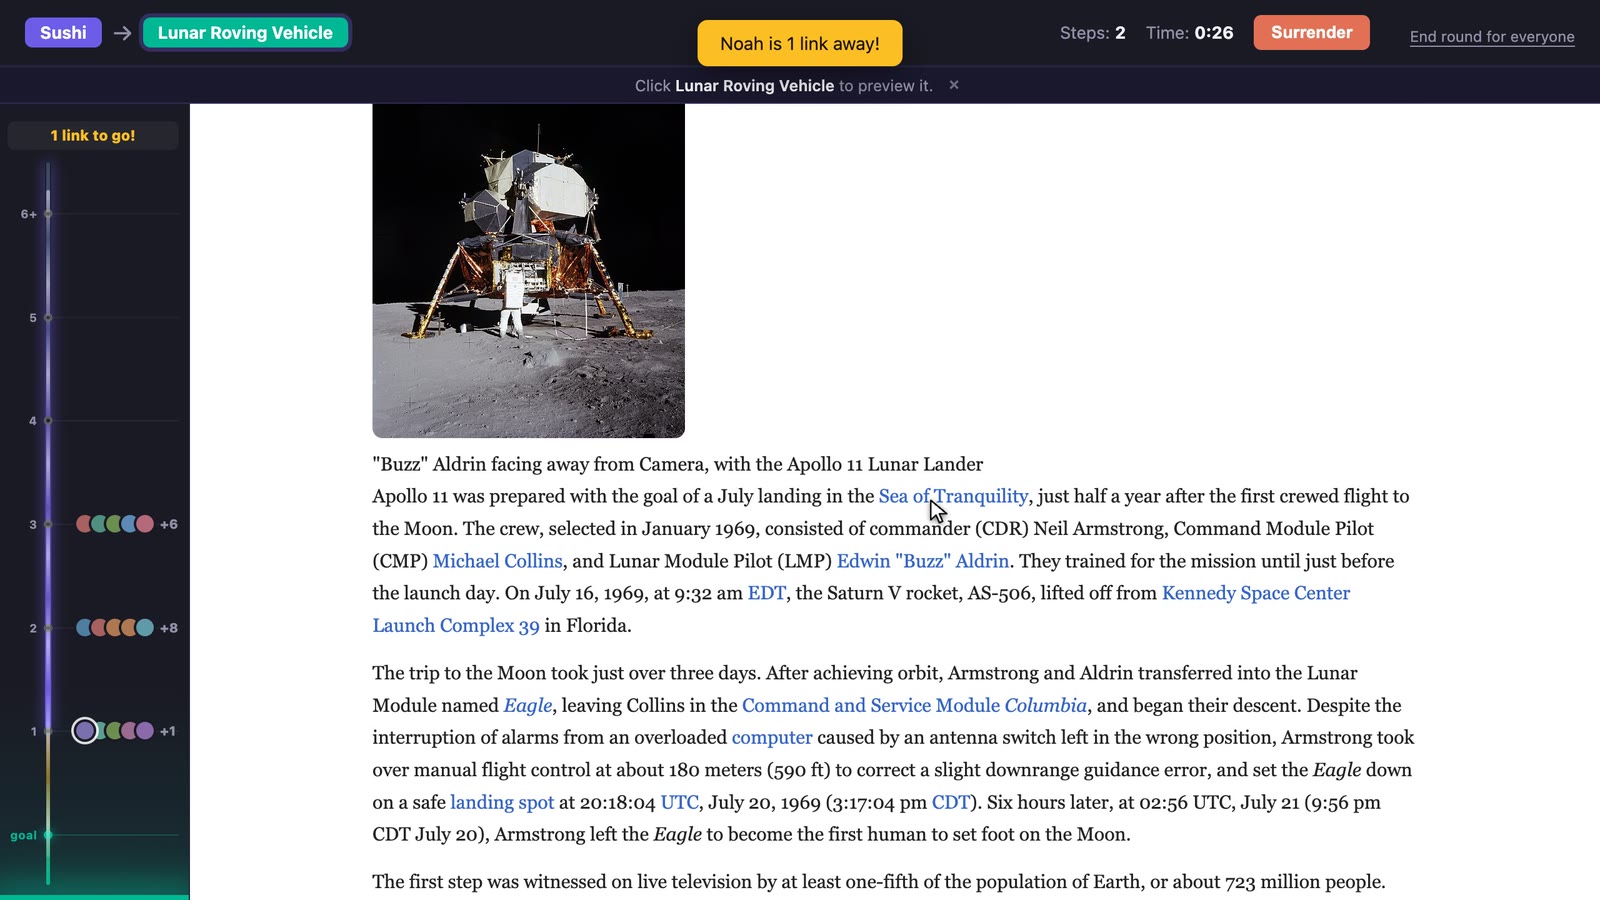 Sushi → Lunar Roving Vehicle
Noah is 1 link away!
Steps: 2 Time: 0:26 Surrender End round for everyone
Click Lunar Roving Vehicle to preview it. ×
1 link to go!
6+
5
4
3 +6
2 +8
1 +1
goal
"Buzz" Aldrin facing away from Camera, with the Apollo 11 Lunar Lander
Apollo 11 was prepared with the goal of a July landing in the Sea of Tranquility, just half a year after the first crewed flight to
the Moon. The crew, selected in January 1969, consisted of commander (CDR) Neil Armstrong, Command Module Pilot
(CMP) Michael Collins, and Lunar Module Pilot (LMP) Edwin "Buzz" Aldrin. They trained for the mission until just before
the launch day. On July 16, 1969, at 9:32 am EDT, the Saturn V rocket, AS-506, lifted off from Kennedy Space Center
Launch Complex 39 in Florida.
The trip to the Moon took just over three days. After achieving orbit, Armstrong and Aldrin transferred into the Lunar
Module named Eagle, leaving Collins in the Command and Service Module Columbia, and began their descent. Despite the
interruption of alarms from an overloaded computer caused by an antenna switch left in the wrong position, Armstrong took
over manual flight control at about 180 meters (590 ft) to correct a slight downrange guidance error, and set the Eagle down
on a safe landing spot at 20:18:04 UTC, July 20, 1969 (3:17:04 pm CDT). Six hours later, at 02:56 UTC, July 21 (9:56 pm
CDT July 20), Armstrong left the Eagle to become the first human to set foot on the Moon.
The first step was witnessed on live television by at least one-fifth of the population of Earth, or about 723 million people.